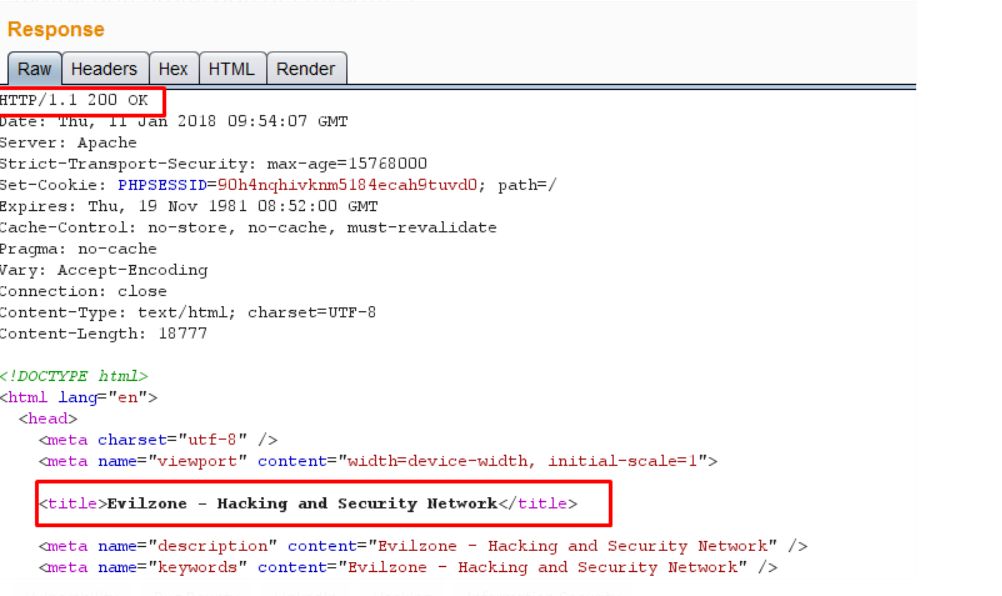 Response
Raw Headers Hex HTML Render
HTTP/1.1 200 OK
Date: Thu, 11 Jan 2018 09:54:07 GMT
Server: Apache
Strict-Transport-Security: max-age=15768000
Set-Cookie: PHPSESSID=90h4nqhivknm5184ecah9tuvd0; path=/
Expires: Thu, 19 Nov 1981 08:52:00 GMT
Cache-Control: no-store, no-cache, must-revalidate
Pragma: no-cache
Vary: Accept-Encoding
Connection: close
Content-Type: text/html; charset=UTF-8
Content-Length: 18777
<!DOCTYPE html>
<html lang="en">
<head>
<meta charset="utf-8" />
<meta name="viewport" content="width=device-width, initial-scale=1">
<title>Evilzone - Hacking and Security Network</title>
<meta name="description" content="Evilzone - Hacking and Security Network" />
<meta name="keywords" content="Evilzone - Hacking and Security Network" />